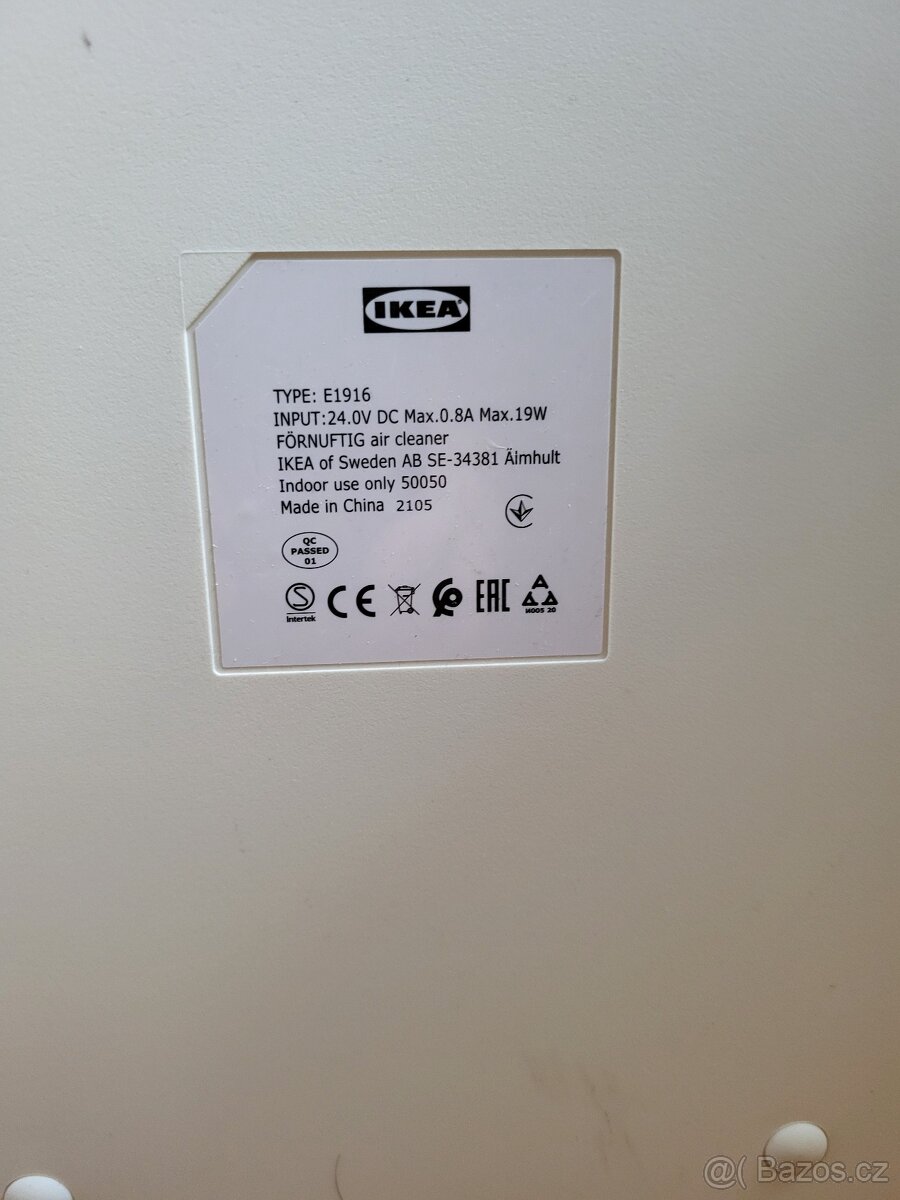 IKEA®
TYPE: E1916
INPUT:24.0V DC Max.0.8A Max.19W
FÖRNUFTIG air cleaner
IKEA of Sweden AB SE-34381 Älmhult
Indoor use only 50050
Made in China 2105
QC
PASSED
01
S
Intertek
CE
EAC
И005 20
@( Bazos.cz